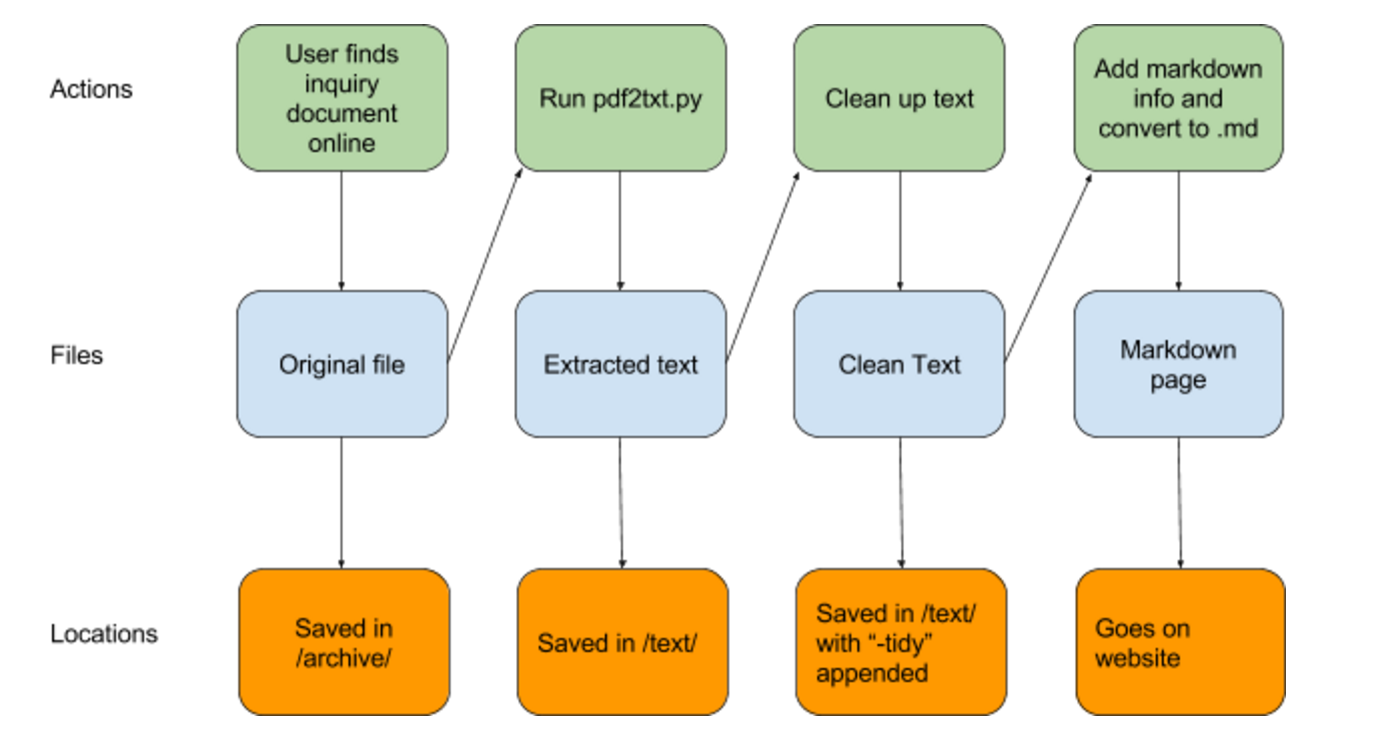 Actions
User finds
inquiry
document
online
Run pdf2txt.py
Clean up text
Add markdown
info and
convert to .md
Files
Original file
Extracted text
Clean Text
Markdown
page
Locations
Saved in
/archive/
Saved in /text/
Saved in /text/
with “-tidy”
appended
Goes on
website